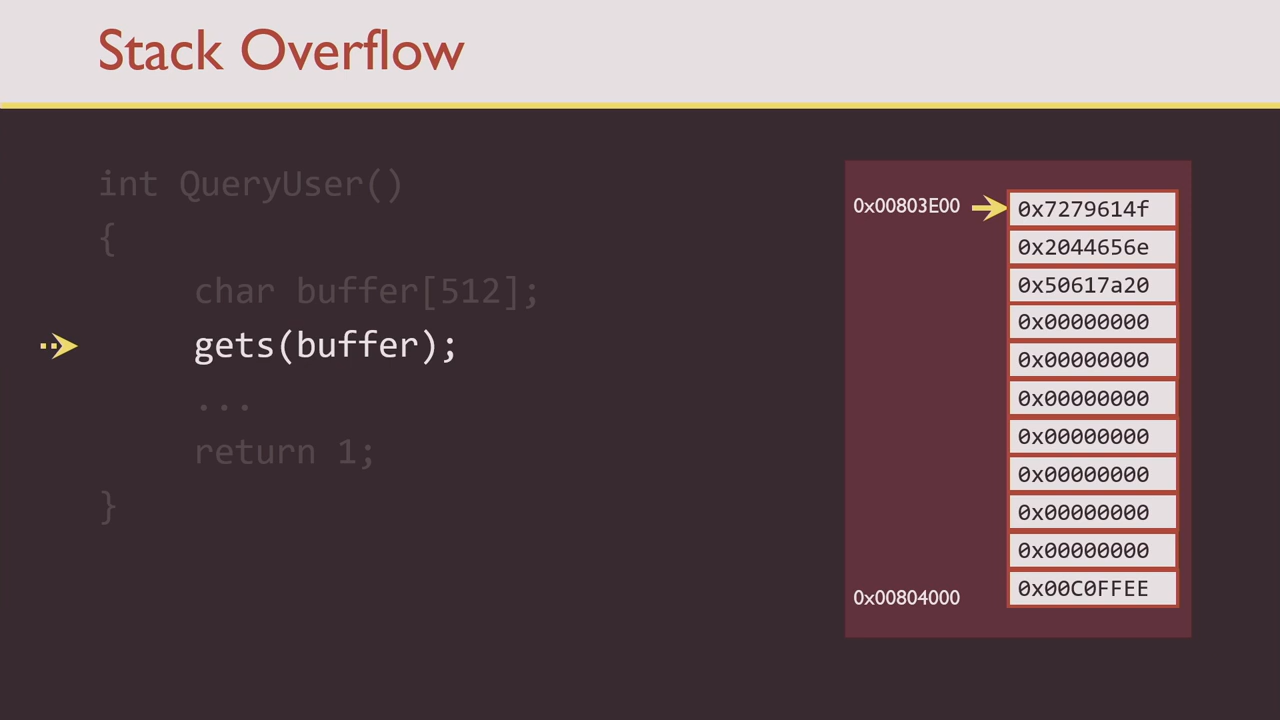 Stack Overflow
int QueryUser()
{
char buffer[512];
gets(buffer);
...
return 1;
}
0x00803E00
0x7279614f
0x2044656e
0x50617a20
0x00000000
0x00000000
0x00000000
0x00000000
0x00000000
0x00000000
0x00000000
0x00804000
0x00C0FFEE